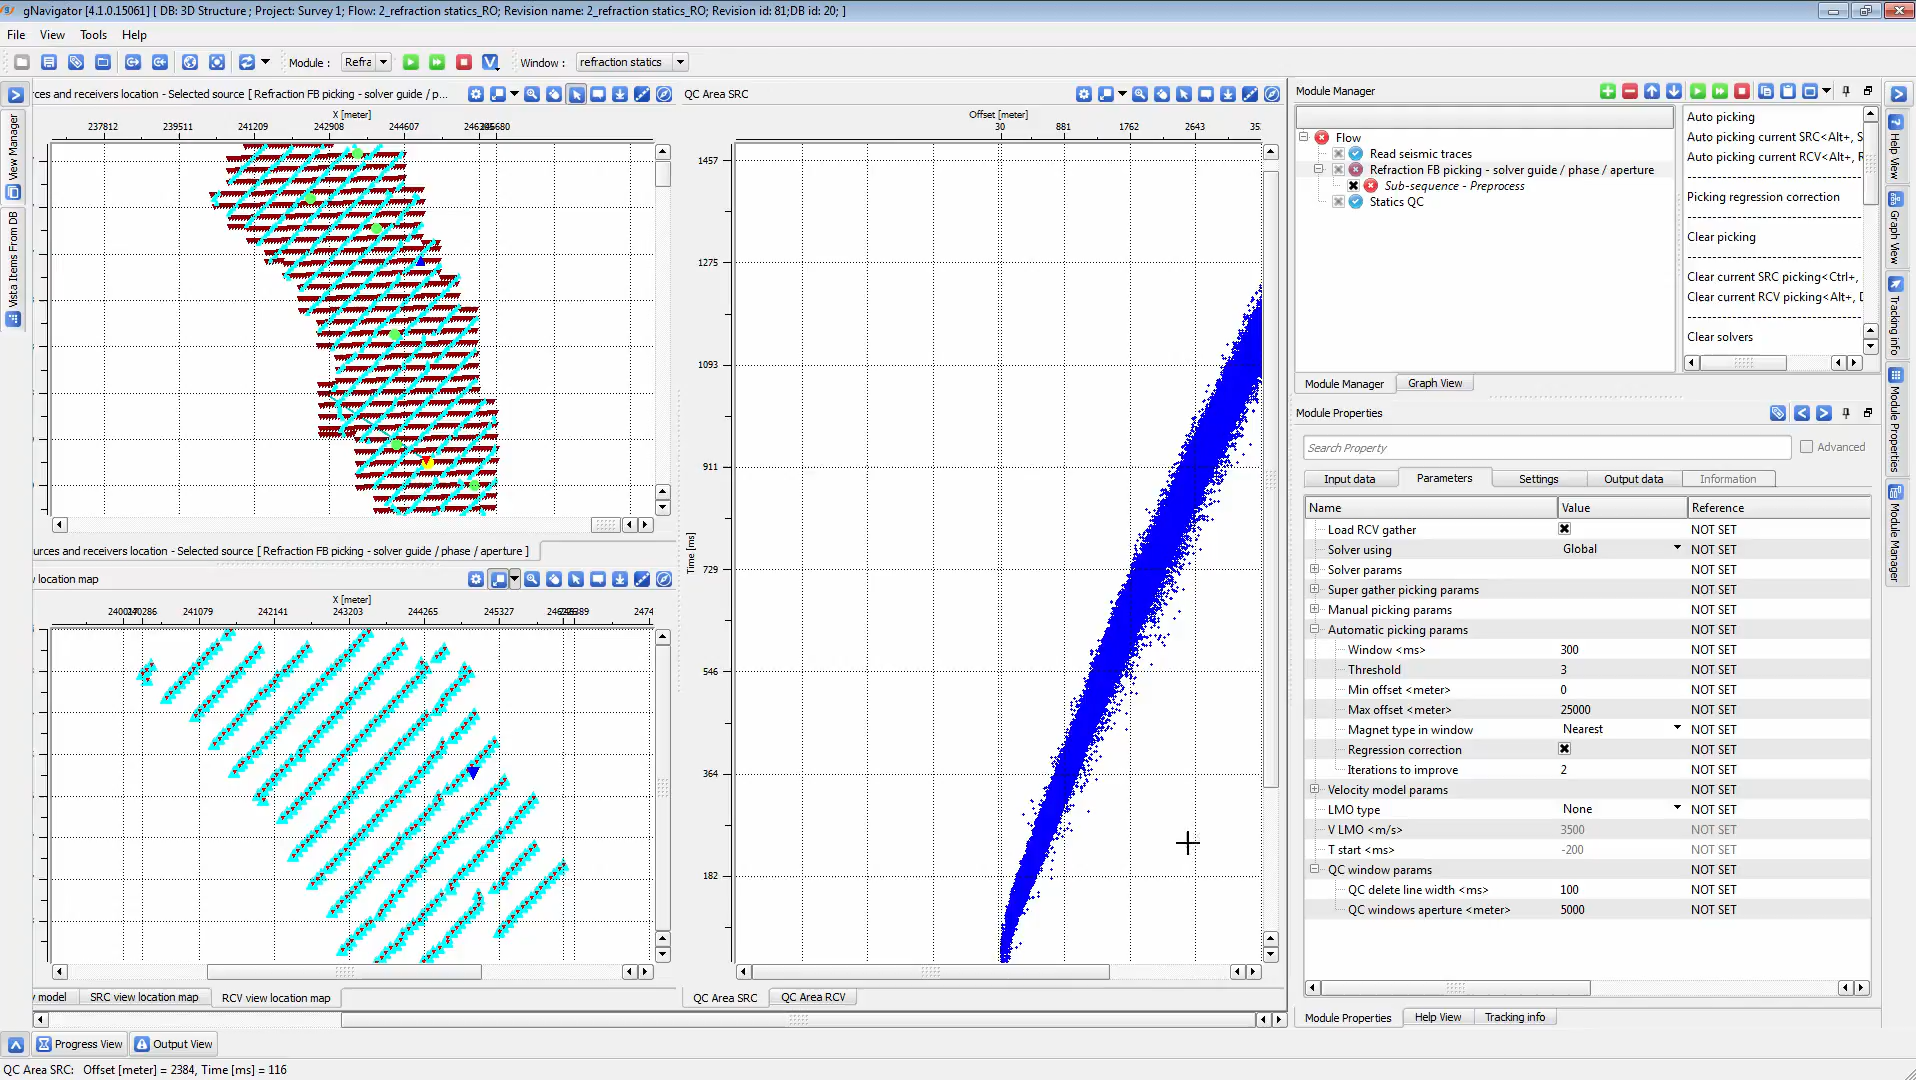 gNavigator [4.1.0.15061] [ DB: 3D Structure ; Project: Survey 1; Flow: 2_refraction statics_RO; Revision name: 2_refraction statics_RO; Revision id: 81;DB id: 20; ]
File View Tools Help
Module : Refra Window : refraction statics
View Manager
Vista Items From DB
ces and receivers location - Selected source [ Refraction FB picking - solver guide / p...
X [meter]
237812 239511 241209 242908 244607
urces and receivers location - Selected source [ Refraction FB picking - solver guide / phase / aperture ]
v location map
X [meter]
241079 242141 243203 244265 245327 2474
v model SRC view location map RCV view location map
QC Area SRC
Offset [meter]
30 881 1762 2643 35
Time [ms]
1457
1275
1093
911
729
546
364
182
QC Area SRC QC Area RCV
Module Manager
Flow
Read seismic traces
Refraction FB picking - solver guide / phase / aperture
Sub-sequence - Preprocess
Statics QC
Auto picking
Auto picking current SRC<Alt+, S
Auto picking current RCV<Alt+, R
Picking regression correction
Clear picking
Clear current SRC picking<Ctrl+,
Clear current RCV picking<Alt+, D
Clear solvers
Module Manager Graph View
Module Properties
Search Property Advanced
Input data Parameters Settings Output data Information
Name Value Reference
Load RCV gather NOT SET
Solver using Global NOT SET
Solver params NOT SET
Super gather picking params NOT SET
Manual picking params NOT SET
Automatic picking params NOT SET
Window <ms> 300 NOT SET
Threshold 3 NOT SET
Min offset <meter> 0 NOT SET
Max offset <meter> 25000 NOT SET
Magnet type in window Nearest NOT SET
Regression correction NOT SET
Iterations to improve 2 NOT SET
Velocity model params NOT SET
LMO type None NOT SET
V LMO <m/s> 3500 NOT SET
T start <ms> -200 NOT SET
QC window params NOT SET
QC delete line width <ms> 100 NOT SET
QC windows aperture <meter> 5000 NOT SET
Module Properties Help View Tracking info
Help View
Graph View
Tracking info
Module Properties
Module Manager
Progress View Output View
QC Area SRC: Offset [meter] = 2384, Time [ms] = 116